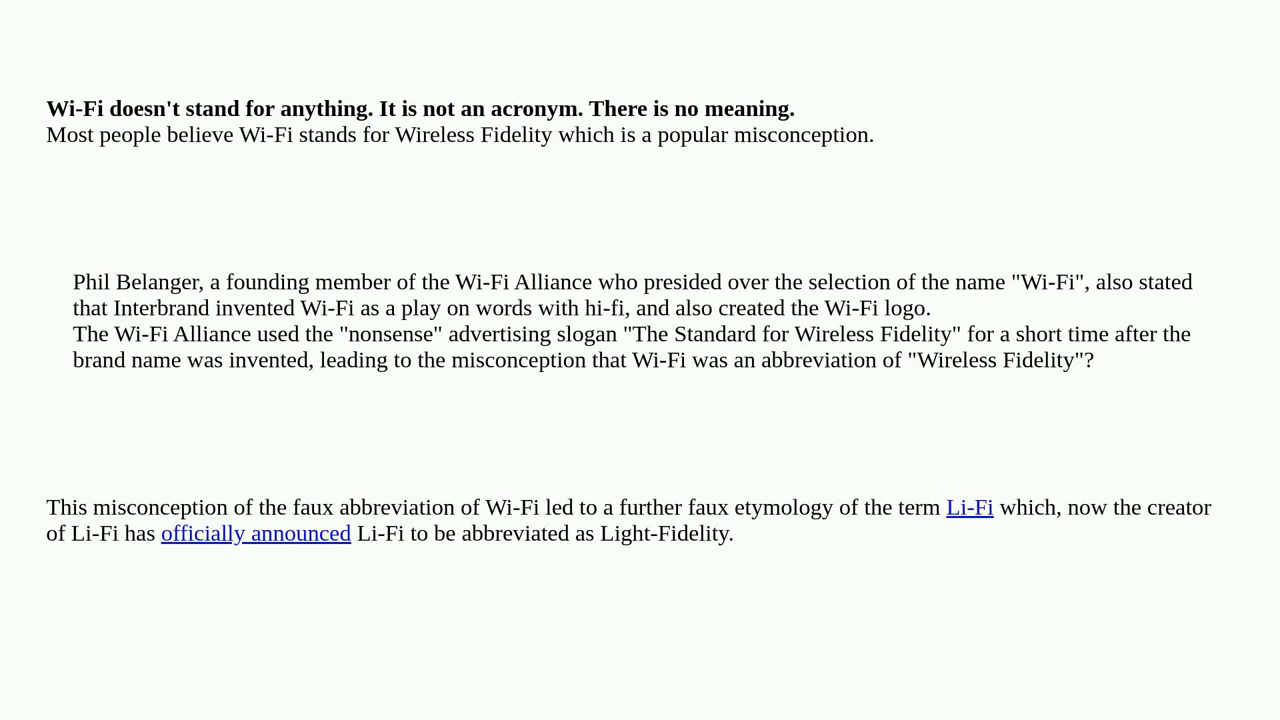 Wi-Fi doesn't stand for anything. It is not an acronym. There is no meaning.
Most people believe Wi-Fi stands for Wireless Fidelity which is a popular misconception.
Phil Belanger, a founding member of the Wi-Fi Alliance who presided over the selection of the name "Wi-Fi", also stated
that Interbrand invented Wi-Fi as a play on words with hi-fi, and also created the Wi-Fi logo.
The Wi-Fi Alliance used the "nonsense" advertising slogan "The Standard for Wireless Fidelity" for a short time after the
brand name was invented, leading to the misconception that Wi-Fi was an abbreviation of "Wireless Fidelity"?
This misconception of the faux abbreviation of Wi-Fi led to a further faux etymology of the term Li-Fi which, now the creator
of Li-Fi has officially announced Li-Fi to be abbreviated as Light-Fidelity.